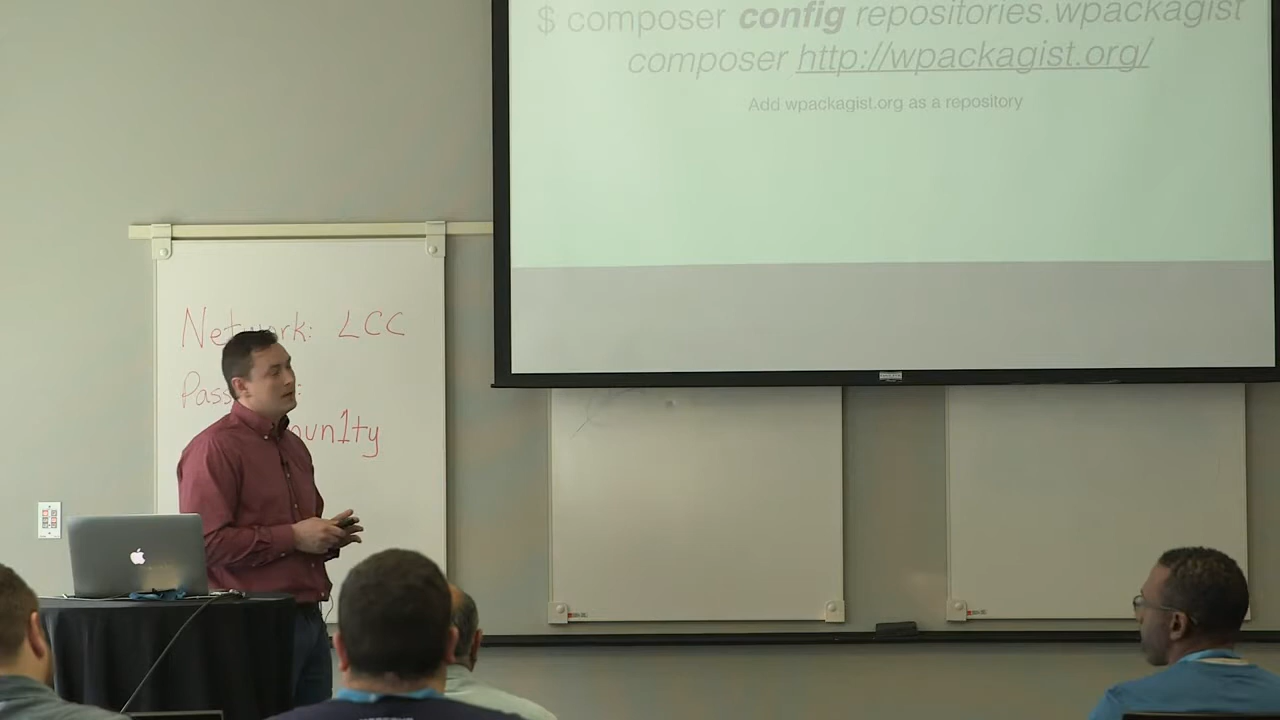 $ composer config repositories.wpackagist
composer http://wpackagist.org/
Add wpackagist.org as a repository
Network: LCC